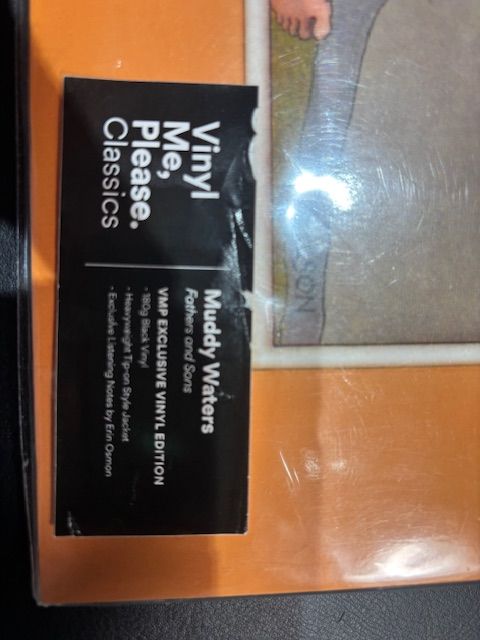 Vinyl
Me,
Please.
Classics
Muddy Waters
Fathers and Sons
VMP EXCLUSIVE VINYL EDITION
• 180g Black Vinyl
• Heavyweight Tip-on Style Jacket
• Exclusive Listening Notes by Erin Osmon